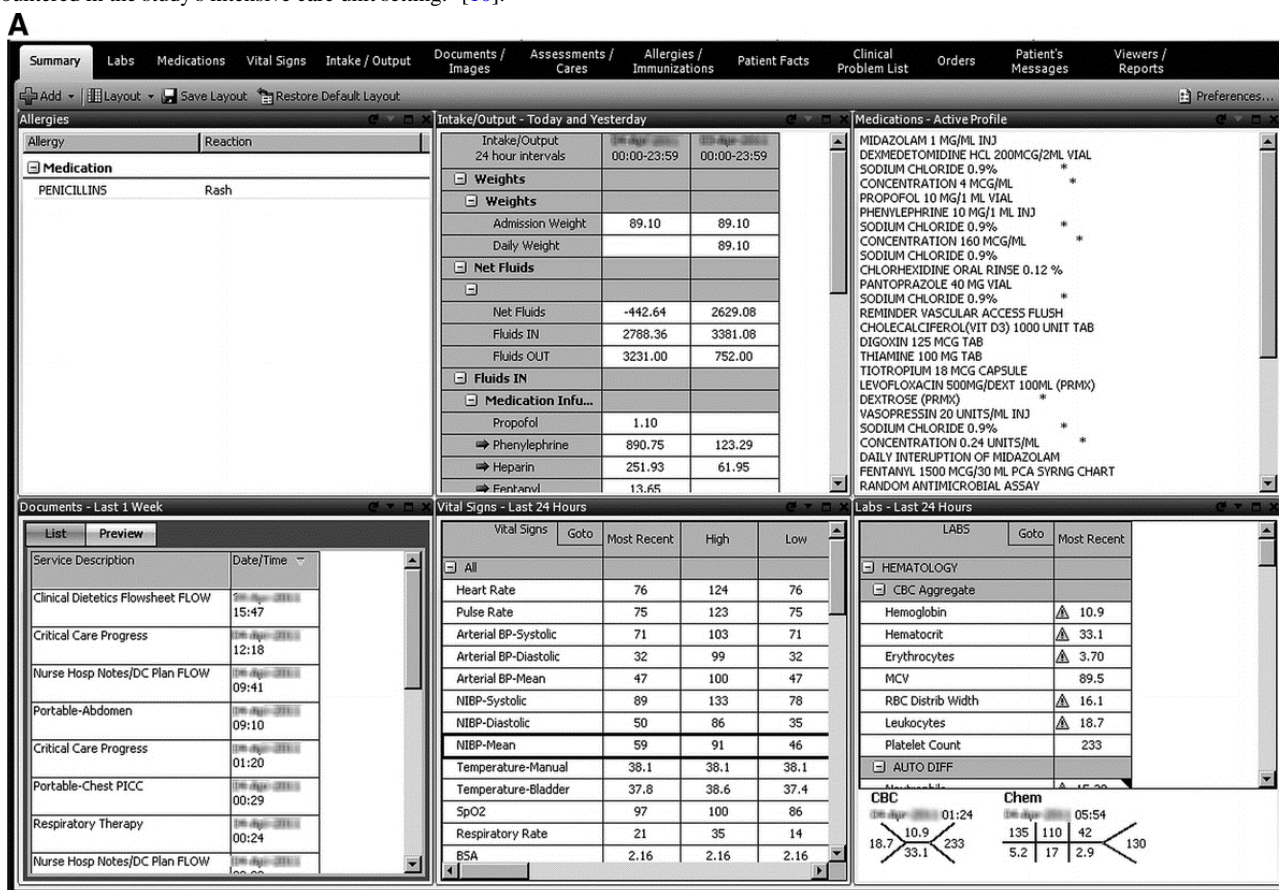 ountered in the study's intensive care unit setting." [16].
A
Summary Labs Medications Vital Signs Intake / Output Documents / Images Assessments / Cares Allergies / Immunizations Patient Facts Clinical Problem List Orders Patient's Messages Viewers / Reports
Add Layout Save Layout Restore Default Layout Preferences...
Allergies
Allergy Reaction
Medication
PENICILLINS Rash
Intake/Output - Today and Yesterday
Intake/Output
24 hour intervals 00:00-23:59 00:00-23:59
Weights
Weights
Admission Weight 89.10 89.10
Daily Weight 89.10
Net Fluids
Net Fluids -442.64 2629.08
Fluids IN 2788.36 3381.08
Fluids OUT 3231.00 752.00
Fluids IN
Medication Infu...
Propofol 1.10
Phenylephrine 890.75 123.29
Heparin 251.93 61.95
Fentanyl 13.65
Medications - Active Profile
MIDAZOLAM 1 MG/ML INJ
DEXMEDETOMIDINE HCL 200MCG/2ML VIAL
SODIUM CHLORIDE 0.9% *
CONCENTRATION 4 MCG/ML *
PROPOFOL 10 MG/1 ML VIAL
PHENYLEPHRINE 10 MG/1 ML INJ
SODIUM CHLORIDE 0.9% *
CONCENTRATION 160 MCG/ML *
SODIUM CHLORIDE 0.9%
CHLORHEXIDINE ORAL RINSE 0.12 %
PANTOPRAZOLE 40 MG VIAL
SODIUM CHLORIDE 0.9% *
REMINDER VASCULAR ACCESS FLUSH
CHOLECALCIFEROL(VIT D3) 1000 UNIT TAB
DIGOXIN 125 MCG TAB
THIAMINE 100 MG TAB
TIOTROPIUM 18 MCG CAPSULE
LEVOFLOXACIN 500MG/DEXT 100ML (PRMX)
DEXTROSE (PRMX) *
VASOPRESSIN 20 UNITS/ML INJ
SODIUM CHLORIDE 0.9% *
CONCENTRATION 0.24 UNITS/ML *
DAILY INTERUPTION OF MIDAZOLAM
FENTANYL 1500 MCG/30 ML PCA SYRNG CHART
RANDOM ANTIMICROBIAL ASSAY
Documents - Last 1 Week
List Preview
Service Description Date/Time
Clinical Dietetics Flowsheet FLOW
15:47
Critical Care Progress
12:18
Nurse Hosp Notes/DC Plan FLOW
09:41
Portable-Abdomen
09:10
Critical Care Progress
01:20
Portable-Chest PICC
00:29
Respiratory Therapy
00:24
Nurse Hosp Notes/DC Plan FLOW
Vital Signs - Last 24 Hours
Vital Signs Goto Most Recent High Low
All
Heart Rate 76 124 76
Pulse Rate 75 123 75
Arterial BP-Systolic 71 103 71
Arterial BP-Diastolic 32 99 32
Arterial BP-Mean 47 100 47
NIBP-Systolic 89 133 78
NIBP-Diastolic 50 86 35
NIBP-Mean 59 91 46
Temperature-Manual 38.1 38.1 38.1
Temperature-Bladder 37.8 38.6 37.4
SpO2 97 100 86
Respiratory Rate 21 35 14
BSA 2.16 2.16 2.16
Labs - Last 24 Hours
LABS Goto Most Recent
HEMATOLOGY
CBC Aggregate
Hemoglobin 10.9
Hematocrit 33.1
Erythrocytes 3.70
MCV 89.5
RBC Distrib Width 16.1
Leukocytes 18.7
Platelet Count 233
AUTO DIFF
CBC
01:24
10.9
18.7 233
33.1
Chem
05:54
135 110 42
130
5.2 17 2.9